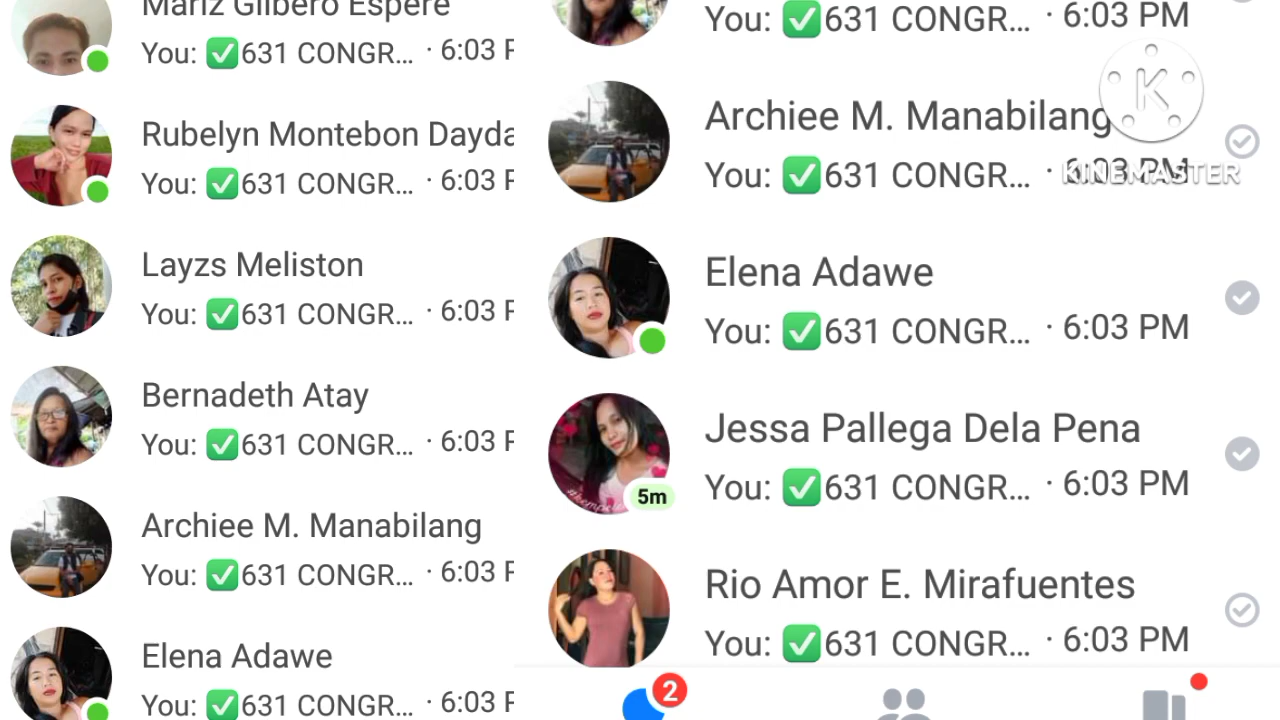 Mariz Gilbero Espere
You: ✅631 CONGR... · 6:03 P
Rubelyn Montebon Dayda
You: ✅631 CONGR... · 6:03 P
Layzs Meliston
You: ✅631 CONGR... · 6:03 P
Bernadeth Atay
You: ✅631 CONGR... · 6:03 P
Archiee M. Manabilang
You: ✅631 CONGR... · 6:03 P
Elena Adawe
You: ✅631 CONGR... · 6:03 P
You: ✅631 CONGR... · 6:03 PM
Archiee M. Manabilang
You: ✅631 CONGR... · 6:03 PM
K
KINEMASTER
Elena Adawe
You: ✅631 CONGR... · 6:03 PM
Jessa Pallega Dela Pena
You: ✅631 CONGR... · 6:03 PM
5m
Rio Amor E. Mirafuentes
You: ✅631 CONGR... · 6:03 PM
2